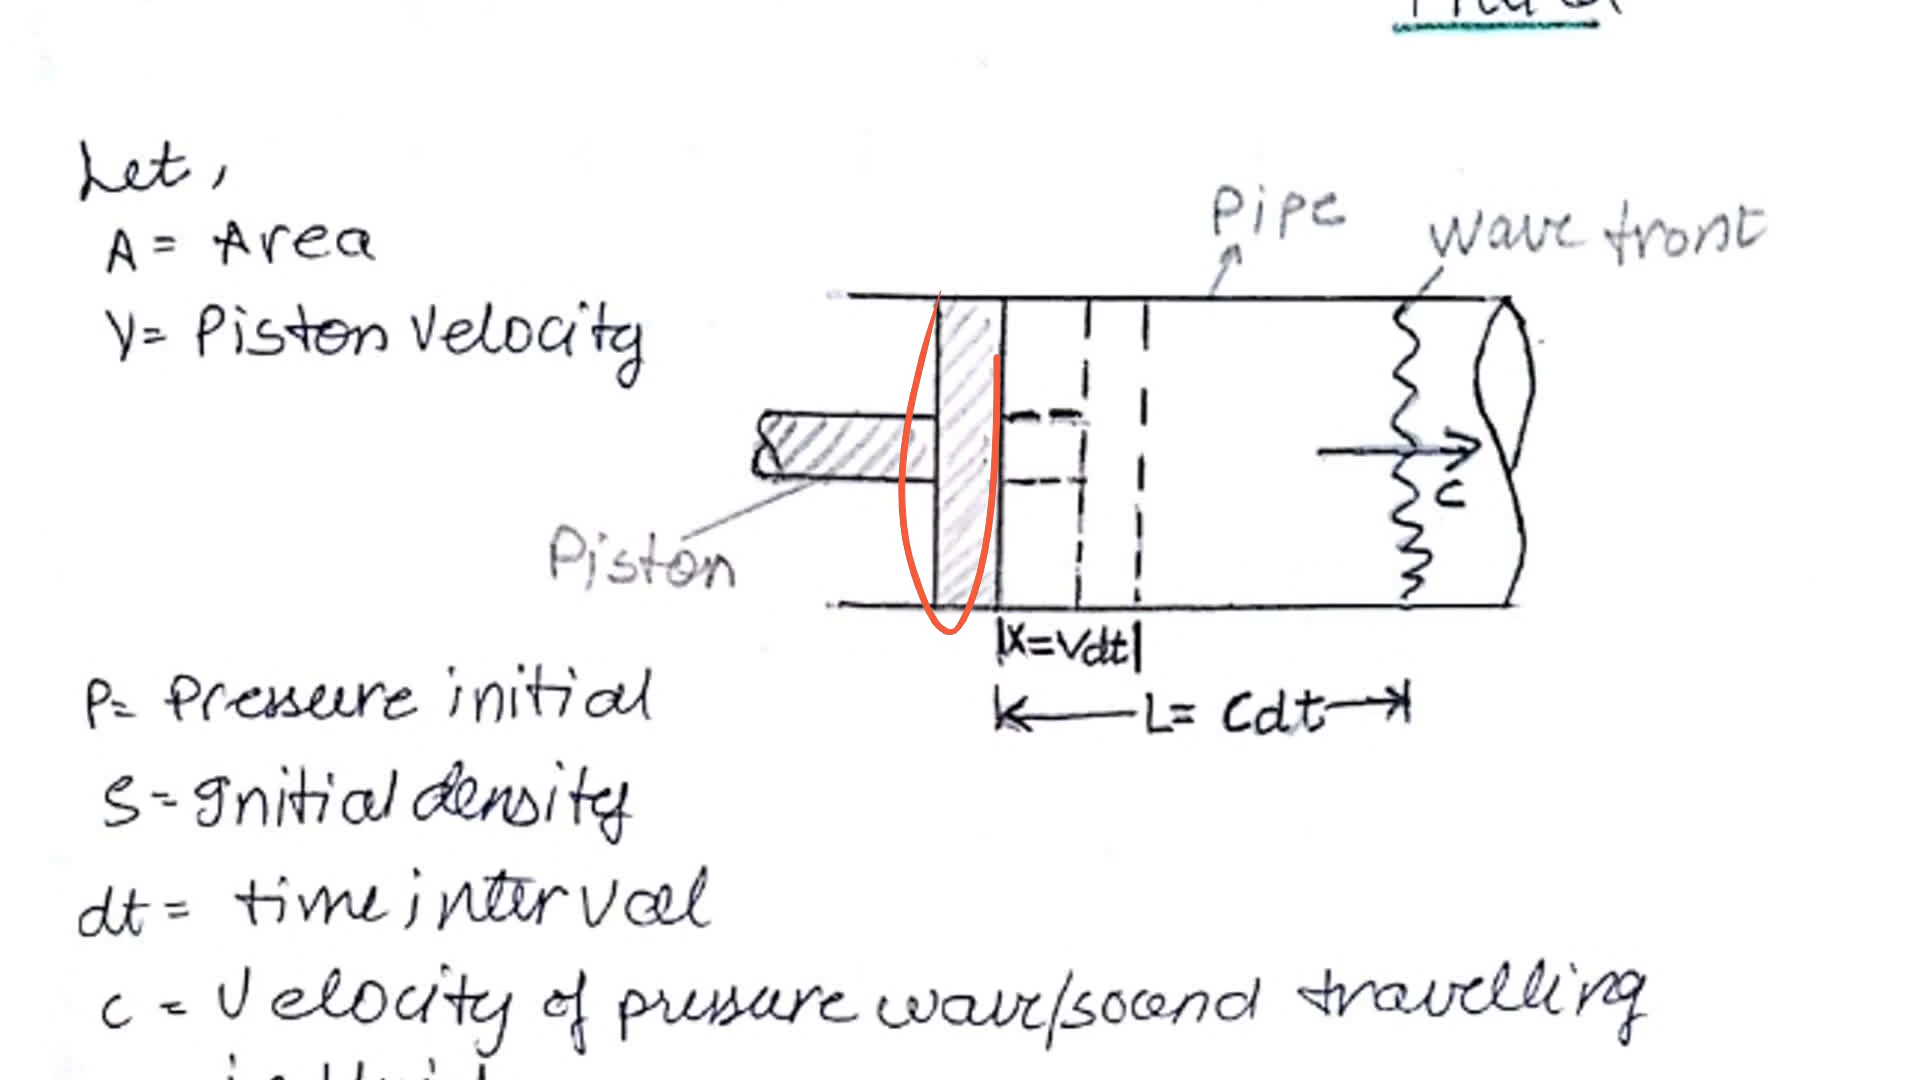 Let,
A = Area
V = Piston Velocity
Pipe
wave front
C
Piston
x=Vdt
L= Cdt
P= Pressure initial
S = Initial density
dt = time interval
C = Velocity of pressure wave/sound travelling